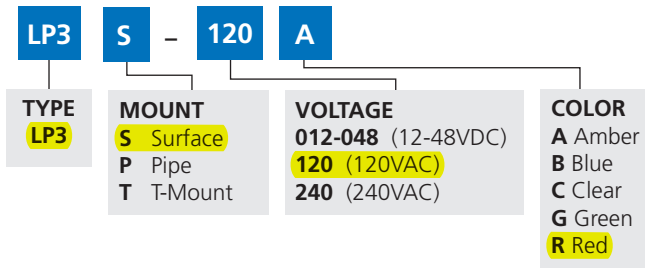 LP3 S – 120 A
TYPE
LP3
MOUNT
S Surface
P Pipe
T T-Mount
VOLTAGE
012-048 (12-48VDC)
120 (120VAC)
240 (240VAC)
COLOR
A Amber
B Blue
C Clear
G Green
R Red